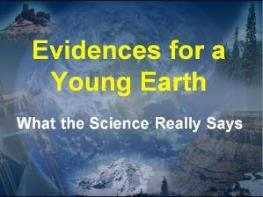 Evidences for a
Young Earth
What the Science Really Says